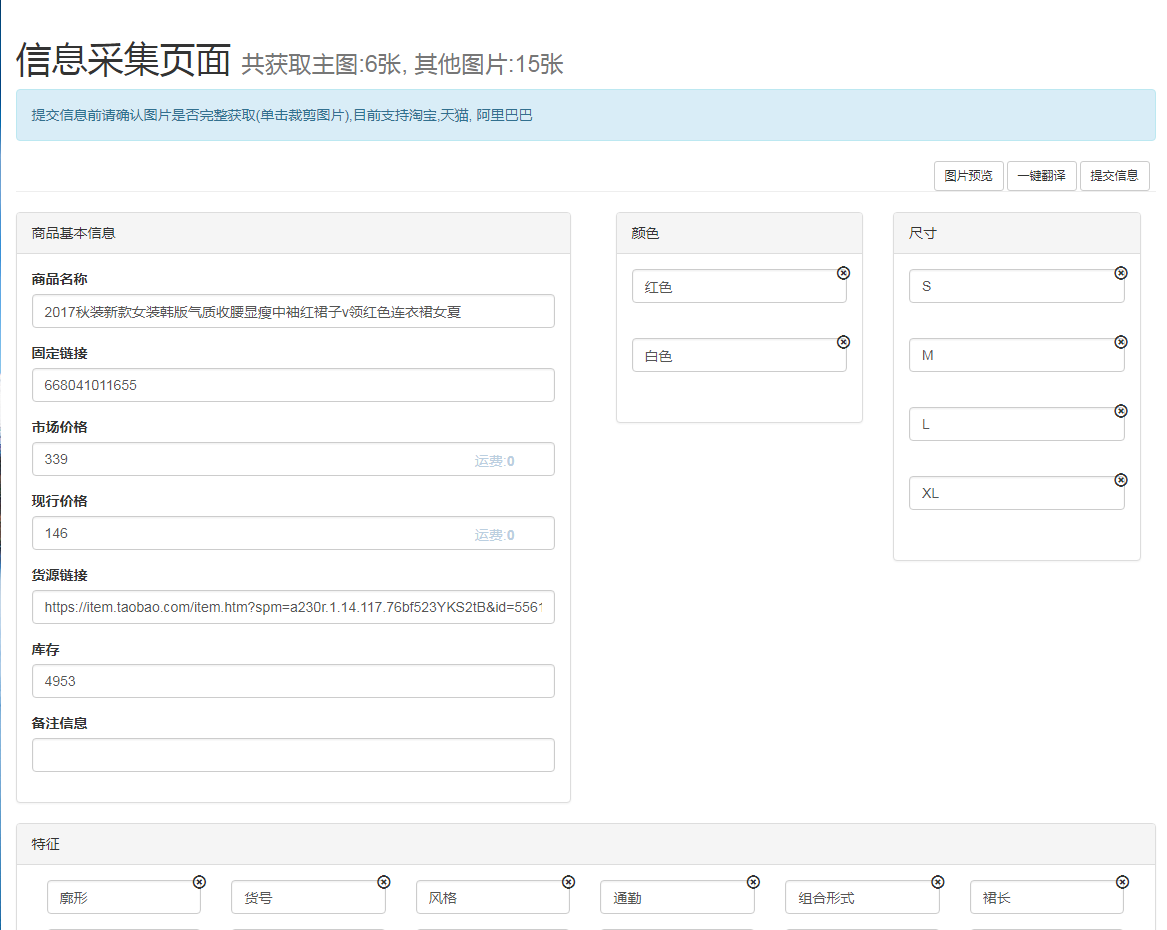 信息采集页面 共获取主图:6张, 其他图片:15张
提交信息前请确认图片是否完整获取(单击裁剪图片),目前支持淘宝,天猫, 阿里巴巴
图片预览 一键翻译 提交信息
商品基本信息
商品名称
2017秋装新款女装韩版气质收腰显瘦中袖红裙子v领红色连衣裙女夏
固定链接
668041011655
市场价格
339 运费:0
现行价格
146 运费:0
货源链接
https://item.taobao.com/item.htm?spm=a230r.1.14.117.76bf523YKS2tB&id=5561
库存
4953
备注信息
颜色
红色
白色
尺寸
S
M
L
XL
特征
廓形 货号 风格 通勤 组合形式 裙长